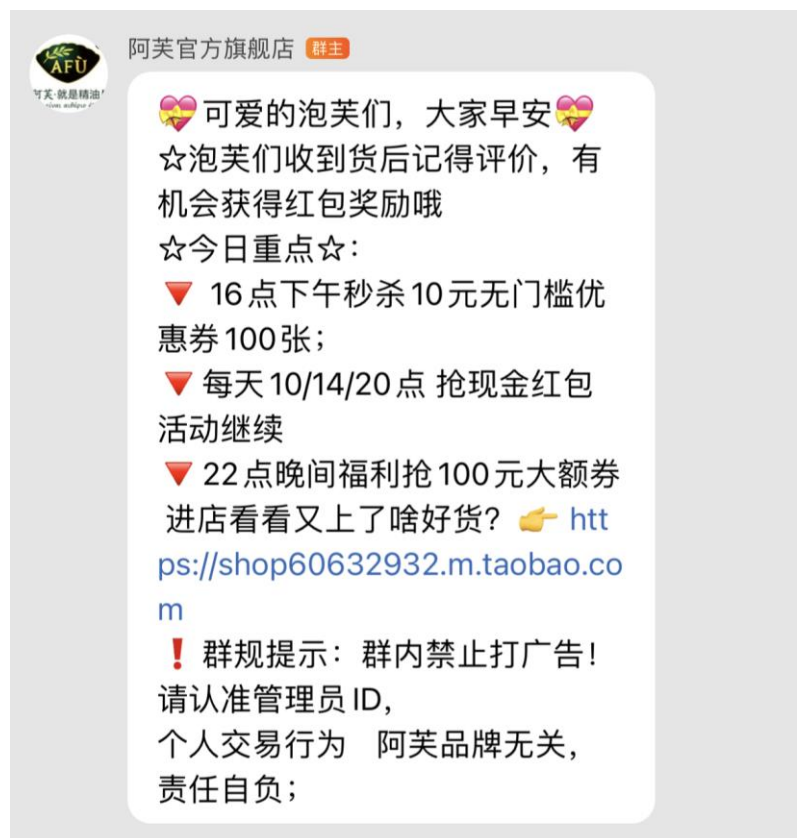 阿芙官方旗舰店 群主
AFÙ
阿芙·就是精油!
💝可爱的泡芙们，大家早安💝
☆泡芙们收到货后记得评价，有
机会获得红包奖励哦
☆今日重点☆：
🔻 16点下午秒杀10元无门槛优
惠券100张；
🔻每天10/14/20点 抢现金红包
活动继续
🔻22点晚间福利抢100元大额券
进店看看又上了啥好货？👉 htt
ps://shop60632932.m.taobao.co
m
❗群规提示：群内禁止打广告！
请认准管理员ID，
个人交易行为 阿芙品牌无关，
责任自负；